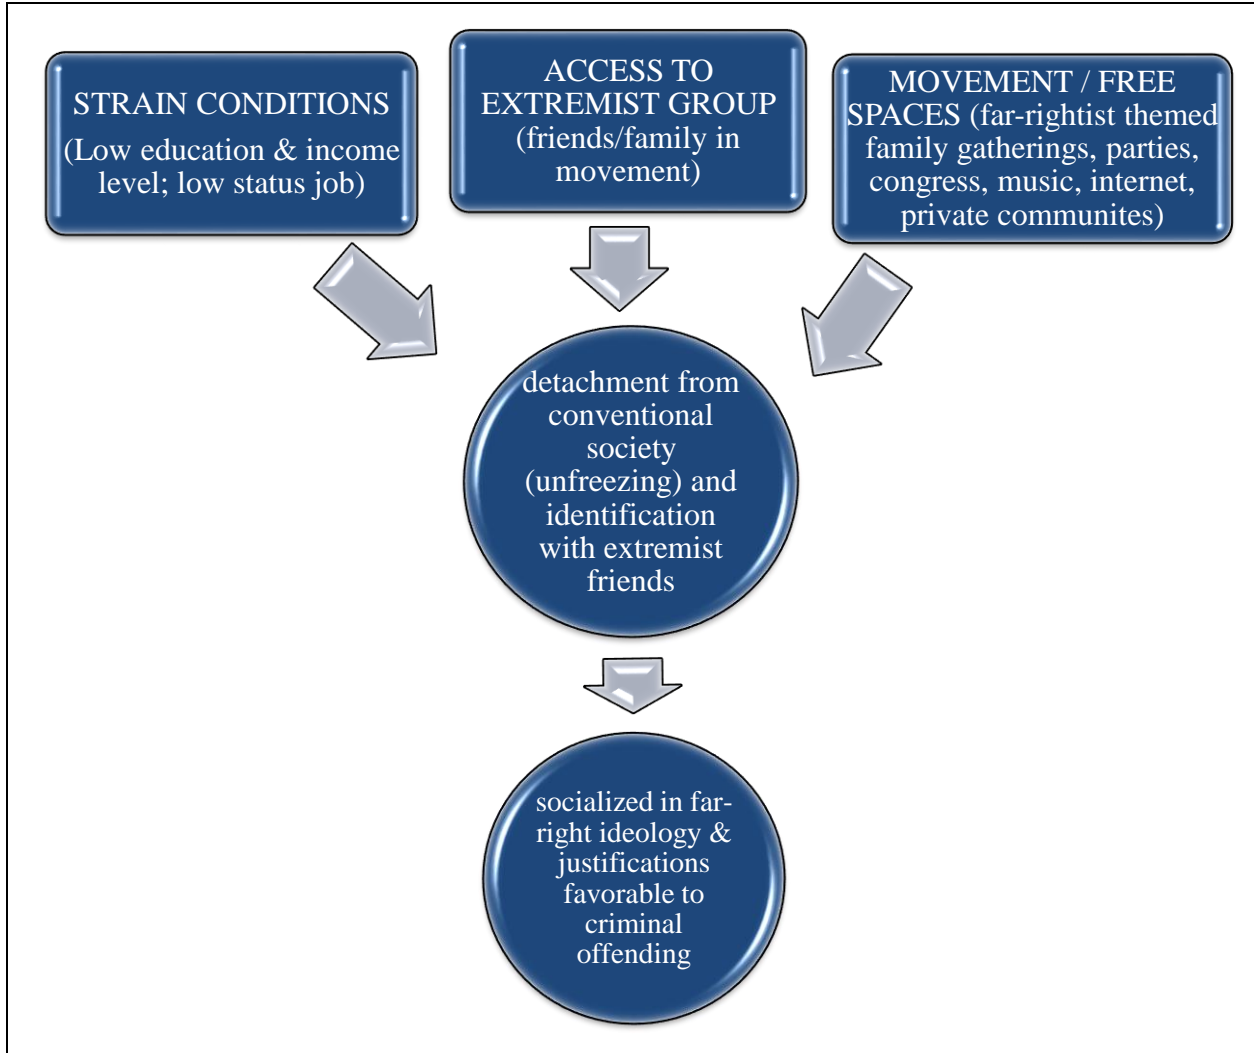 STRAIN CONDITIONS
(Low education & income
level; low status job)
ACCESS TO
EXTREMIST GROUP
(friends/family in
movement)
MOVEMENT / FREE
SPACES (far-rightist themed
family gatherings, parties,
congress, music, internet,
private communites)
detachment from
conventional
society
(unfreezing) and
identification
with extremist
friends
socialized in far-
right ideology &
justifications
favorable to
criminal
offending